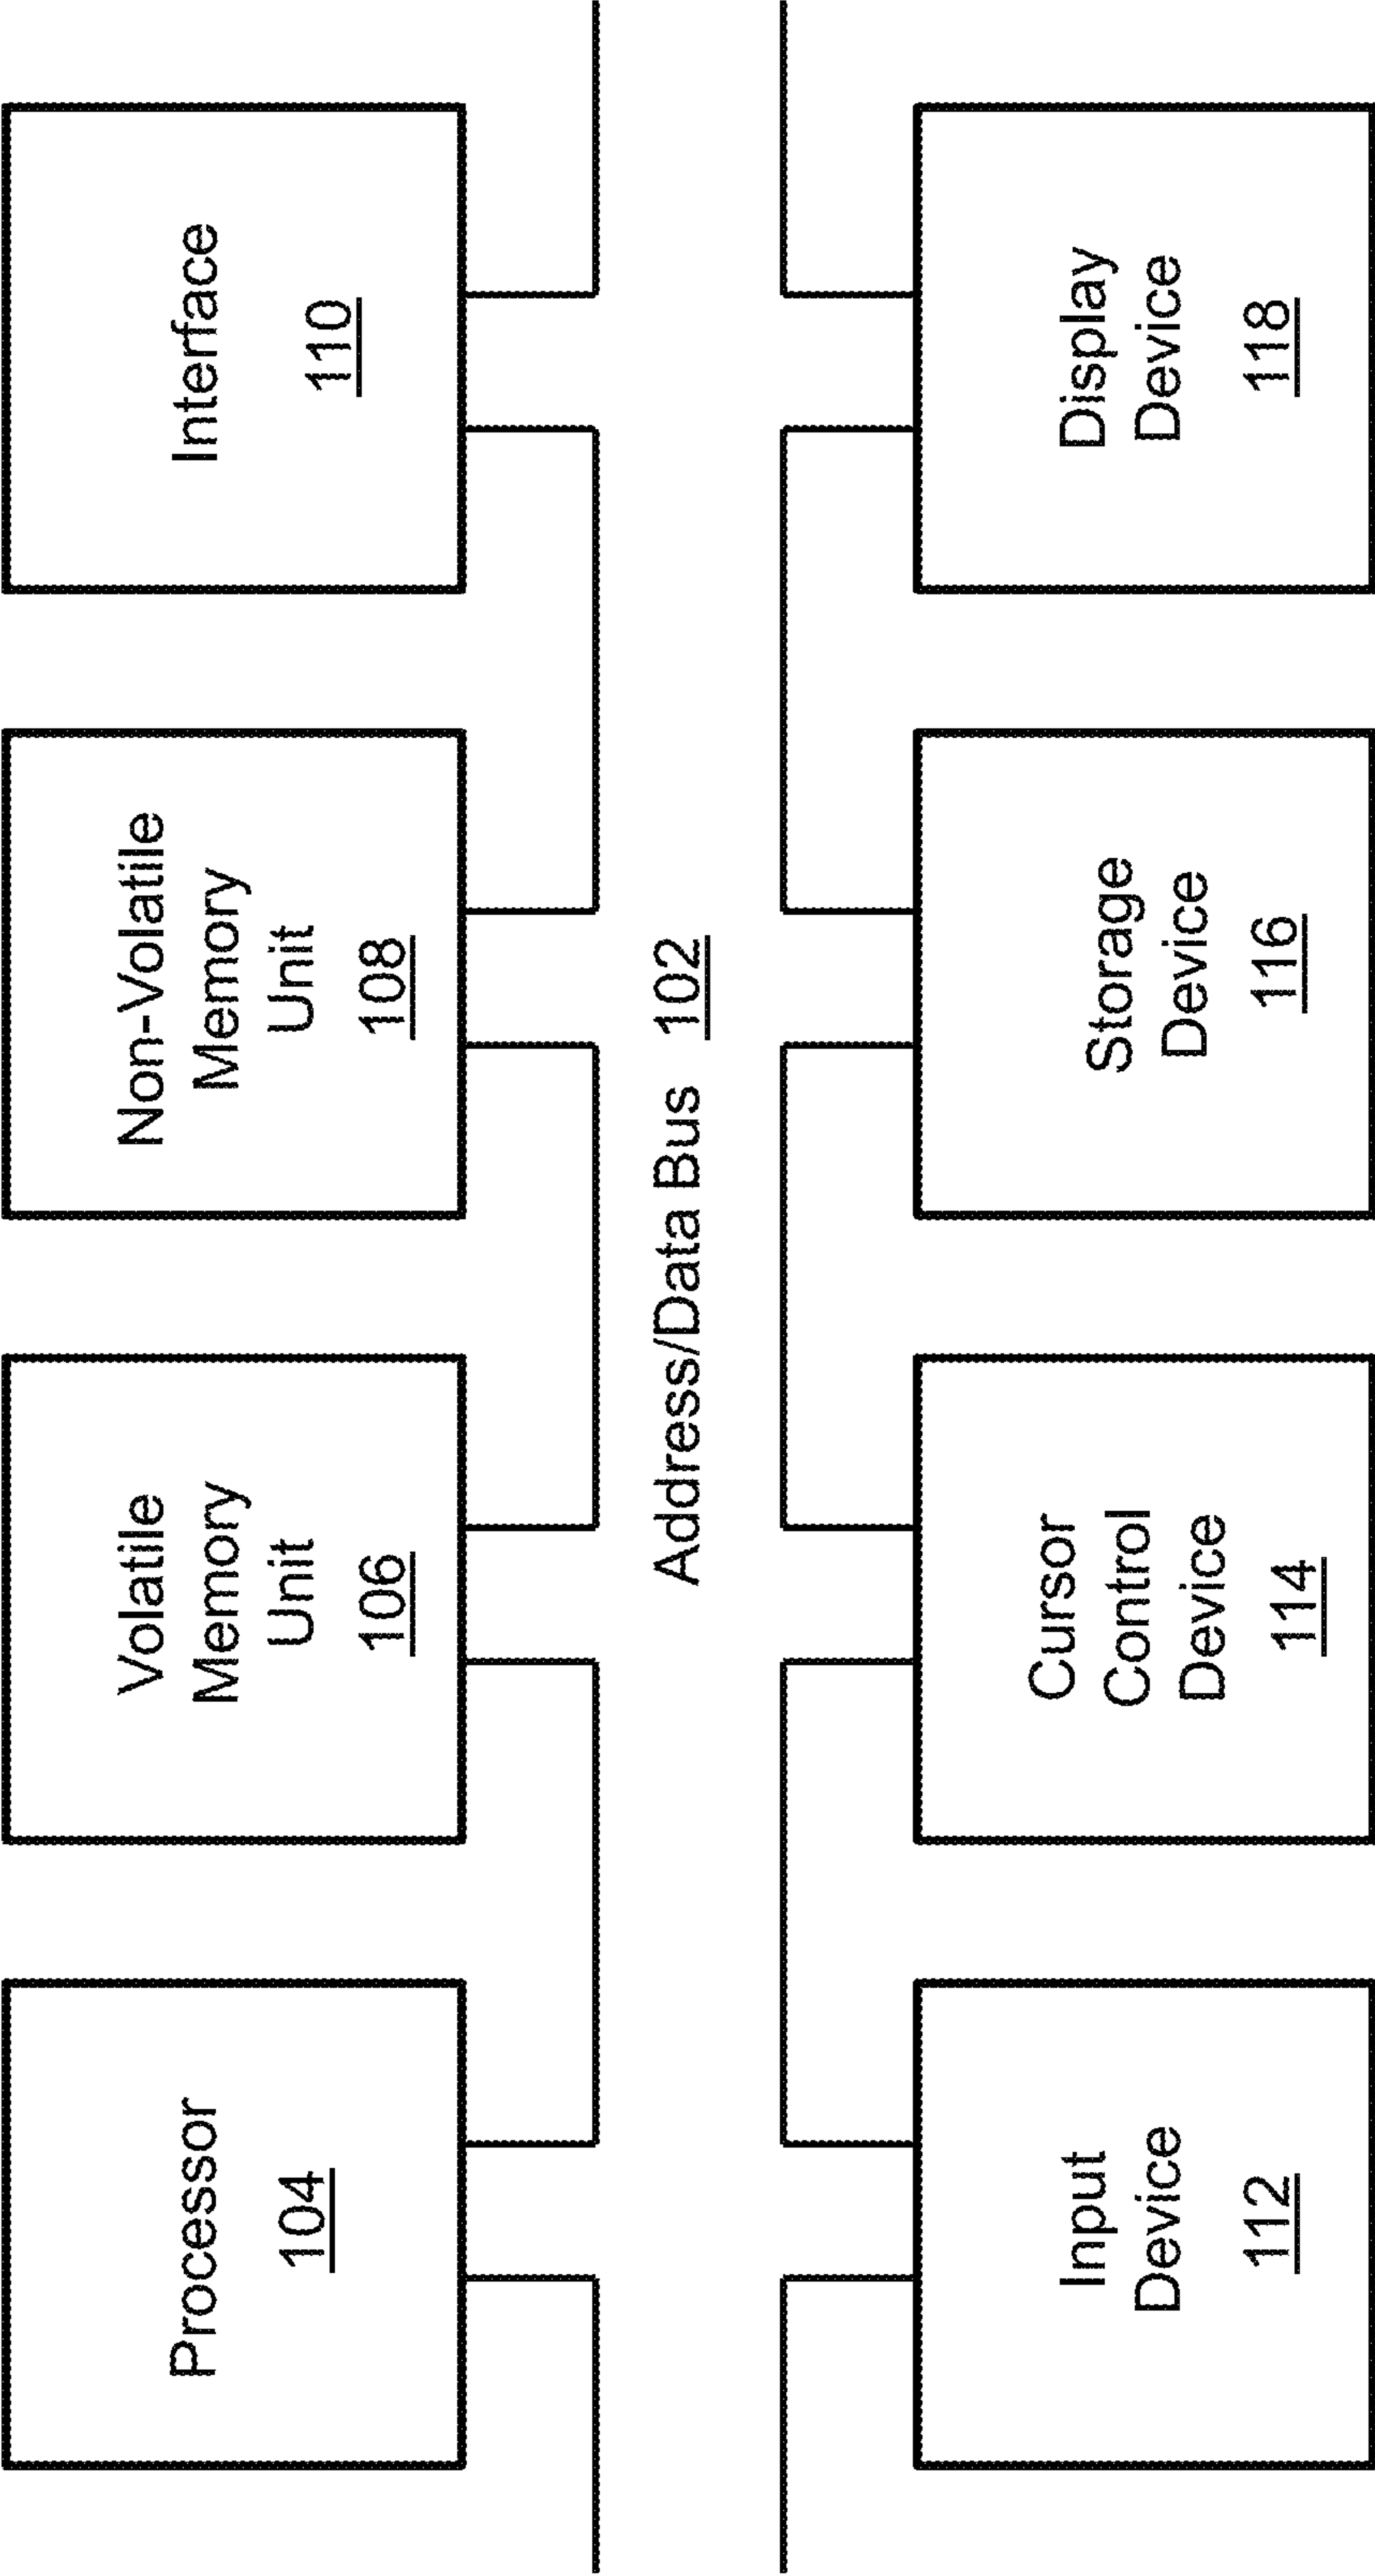 Processor
104
Volatile
Memory
Unit
106
Non-Volatile
Memory
Unit
108
Interface
110
Address/Data Bus 102
Input
Device
112
Cursor
Control
Device
114
Storage
Device
116
Display
Device
118